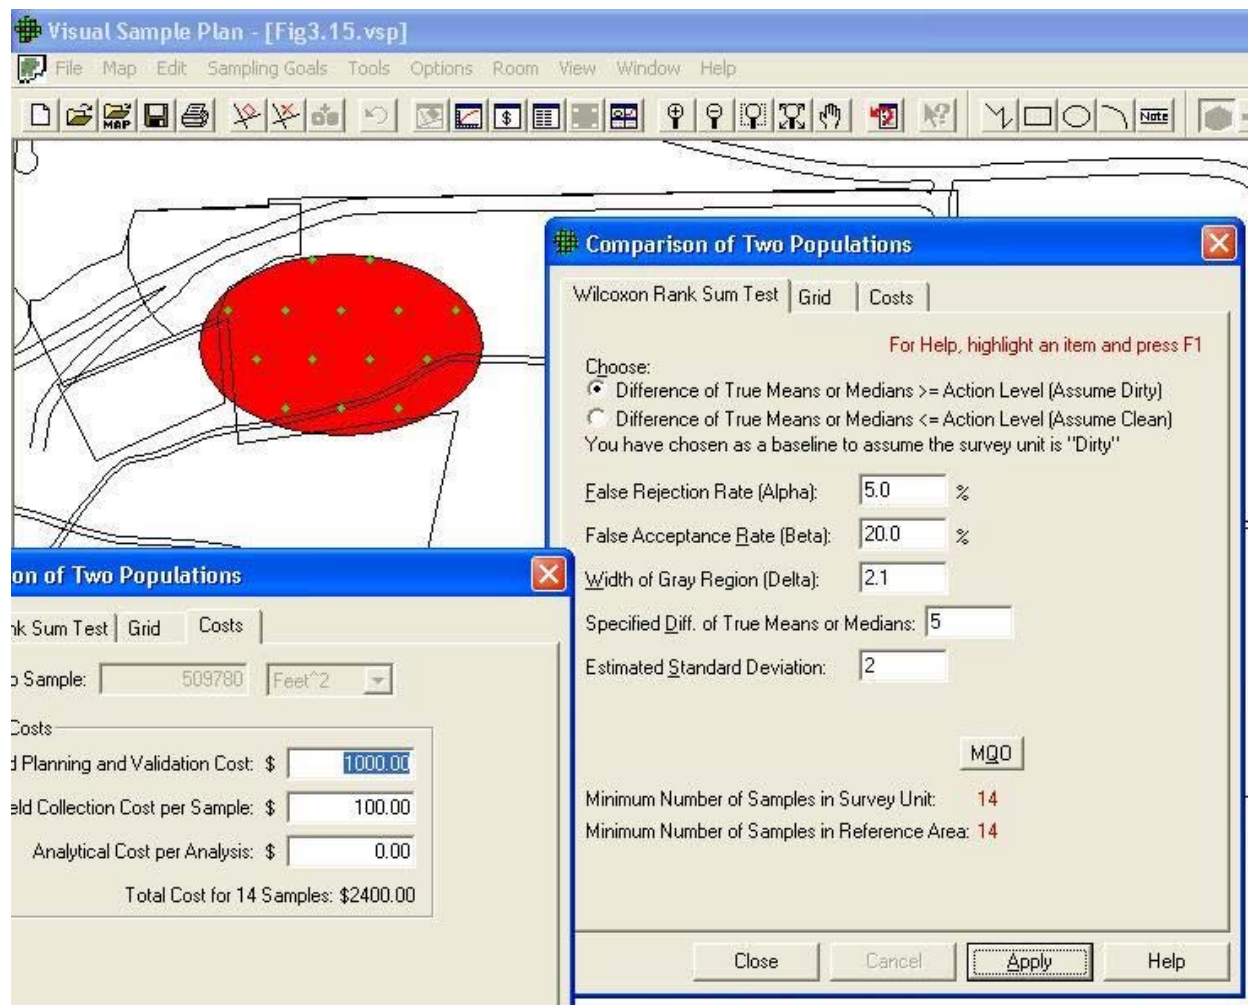 Visual Sample Plan - [Fig3.15.vsp]
File Map Edit Sampling Goals Tools Options Room View Window Help
MAP
$
Note
Comparison of Two Populations
Wilcoxon Rank Sum Test Grid Costs
For Help, highlight an item and press F1
Choose:
Difference of True Means or Medians >= Action Level (Assume Dirty)
Difference of True Means or Medians <= Action Level (Assume Clean)
You have chosen as a baseline to assume the survey unit is "Dirty"
False Rejection Rate (Alpha): 5.0 %
False Acceptance Rate (Beta): 20.0 %
Width of Gray Region (Delta): 2.1
Specified Diff. of True Means or Medians: 5
Estimated Standard Deviation: 2
MQO
Minimum Number of Samples in Survey Unit: 14
Minimum Number of Samples in Reference Area: 14
Close Cancel Apply Help
on of Two Populations
nk Sum Test Grid Costs
o Sample: 509780 Feet^2
Costs
d Planning and Validation Cost: $ 1000.00
eld Collection Cost per Sample: $ 100.00
Analytical Cost per Analysis: $ 0.00
Total Cost for 14 Samples: $2400.00